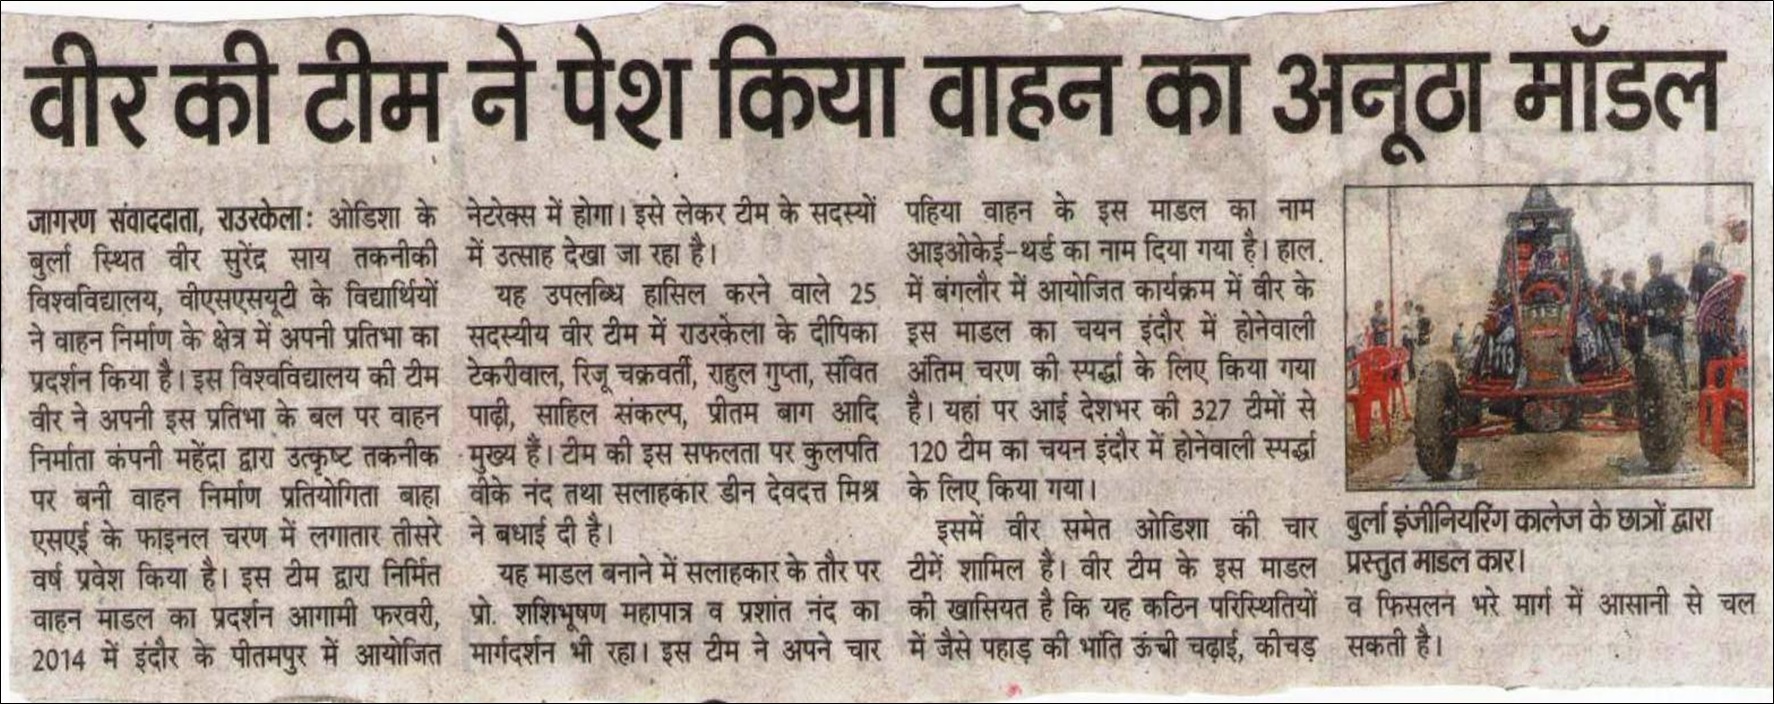 वीर की टीम ने पेश किया वाहन का अनूठा मॉडल
जागरण संवाददाता, राउरकेला: ओडिशा के
बुर्ला स्थित वीर सुरेंद्र साय तकनीकी
विश्वविद्यालय, वीएसएसयूटी के विद्यार्थियों
ने वाहन निर्माण के क्षेत्र में अपनी प्रतिभा का
प्रदर्शन किया है। इस विश्वविद्यालय की टीम
वीर ने अपनी इस प्रतिभा के बल पर वाहन
निर्माता कंपनी महेंद्रा द्वारा उत्कृष्ट तकनीक
पर बनी वाहन निर्माण प्रतियोगिता बाहा
एसएई के फाइनल चरण में लगातार तीसरे
वर्ष प्रवेश किया है। इस टीम द्वारा निर्मित
वाहन माडल का प्रदर्शन आगामी फरवरी,
2014 में इंदौर के पीतमपुर में आयोजित
नेटरेक्स में होगा। इसे लेकर टीम के सदस्यों
में उत्साह देखा जा रहा है।
यह उपलब्धि हासिल करने वाले 25
सदस्यीय वीर टीम में राउरकेला के दीपिका
टेकरीवाल, रिजू चक्रवर्ती, राहुल गुप्ता, संवित
पाढ़ी, साहिल संकल्प, प्रीतम बाग आदि
मुख्य हैं। टीम की इस सफलता पर कुलपति
वीके नंद तथा सलाहकार डीन देवदत्त मिश्र
ने बधाई दी है।
यह माडल बनाने में सलाहकार के तौर पर
प्रो. शशिभूषण महापात्र व प्रशांत नंद का
मार्गदर्शन भी रहा। इस टीम ने अपने चार
पहिया वाहन के इस माडल का नाम
आइओकेई-थर्ड का नाम दिया गया है। हाल
में बंगलौर में आयोजित कार्यक्रम में वीर के
इस माडल का चयन इंदौर में होनेवाली
अंतिम चरण की स्पर्द्धा के लिए किया गया
है। यहां पर आई देशभर की 327 टीमों से
120 टीम का चयन इंदौर में होनेवाली स्पर्द्धा
के लिए किया गया।
इसमें वीर समेत ओडिशा की चार
टीमें शामिल है। वीर टीम के इस माडल
की खासियत है कि यह कठिन परिस्थितियों
में जैसे पहाड़ की भांति ऊंची चढ़ाई, कीचड़
बुर्ला इंजीनियरिंग कालेज के छात्रों द्वारा
प्रस्तुत माडल कार।
व फिसलन भरे मार्ग में आसानी से चल
सकती है।